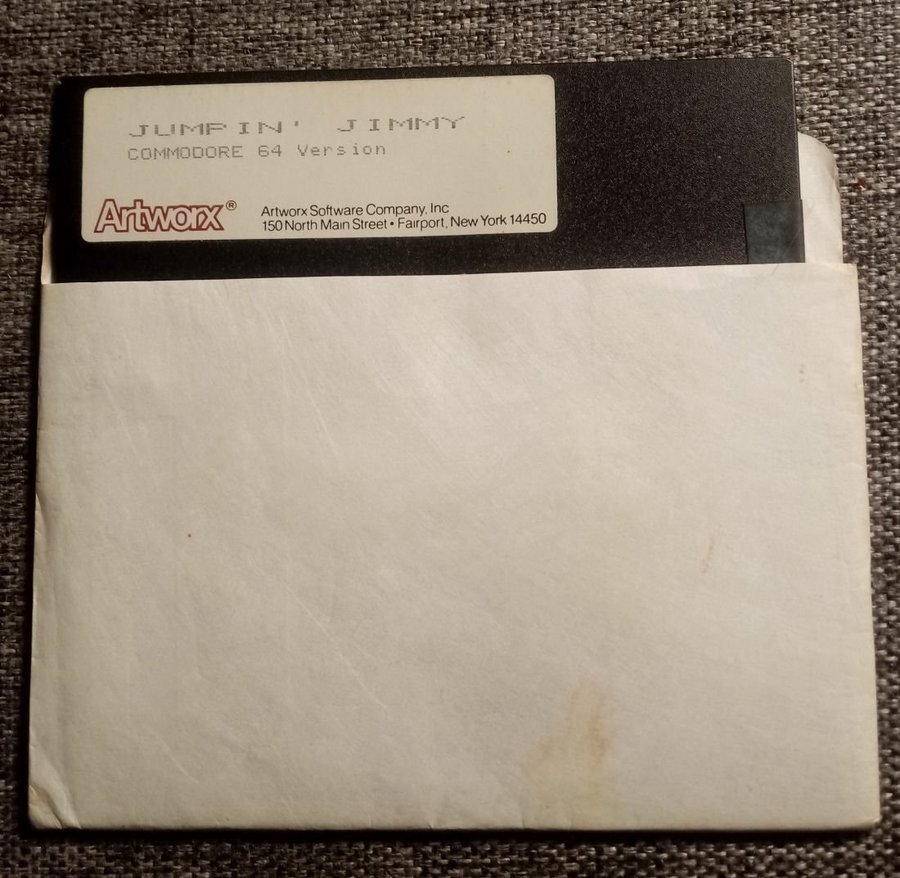 JUMPIN' JIMMY
COMMODORE 64 Version
Artworx®
Artworx Software Company, Inc
150 North Main Street • Fairport, New York 14450